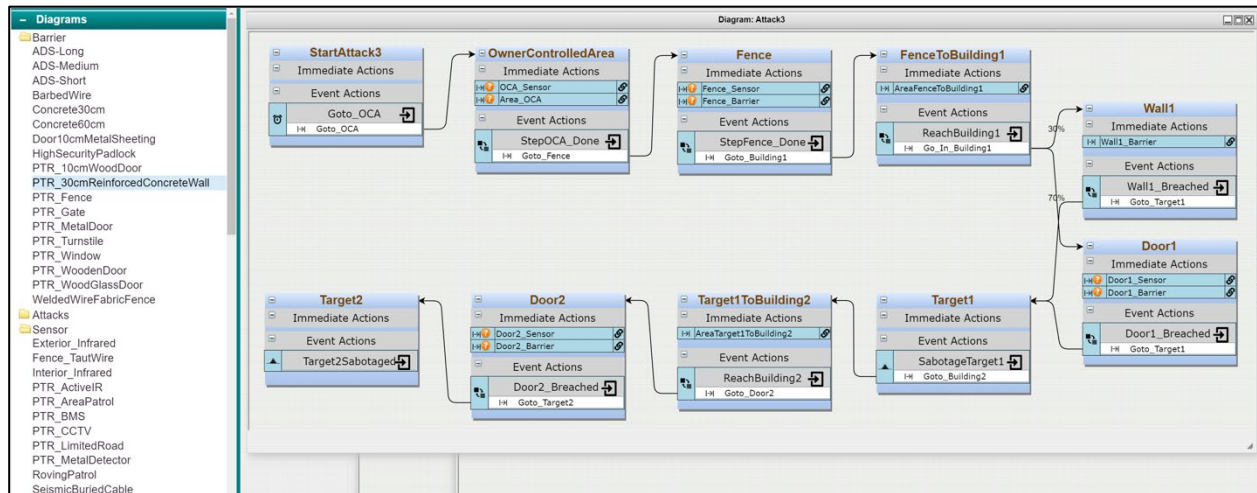 Diagrams
Barrier
ADS-Long
ADS-Medium
ADS-Short
BarbedWire
Concrete30cm
Concrete60cm
Door10cmMetalSheeting
HighSecurityPadlock
PTR_10cmWoodDoor
PTR_30cmReinforcedConcreteWall
PTR_Fence
PTR_Gate
PTR_MetalDoor
PTR_Turnstile
PTR_Window
PTR_WoodenDoor
PTR_WoodGlassDoor
WeldedWireFabricFence
Attacks
Sensor
Exterior_Infrared
Fence_TautWire
Interior_Infrared
PTR_ActiveIR
PTR_AreaPatrol
PTR_BMS
PTR_CCTV
PTR_LimitedRoad
PTR_MetalDetector
RovingPatrol
SeismicBuriedCable
Diagram: Attack3
StartAttack3
Immediate Actions
Event Actions
Goto_OCA
Goto_OCA
OwnerControlledArea
Immediate Actions
OCA_Sensor
Area_OCA
Event Actions
StepOCA_Done
Goto_Fence
Fence
Immediate Actions
Fence_Sensor
Fence_Barrier
Event Actions
StepFence_Done
Goto_Building1
FenceToBuilding1
Immediate Actions
AreaFenceToBuilding1
Event Actions
ReachBuilding1
Go_In_Building1
30%
70%
Wall1
Immediate Actions
Wall1_Barrier
Event Actions
Wall1_Breached
Goto_Target1
Door1
Immediate Actions
Door1_Sensor
Door1_Barrier
Event Actions
Door1_Breached
Goto_Target1
Target1
Immediate Actions
Event Actions
SabotageTarget1
Goto_Building2
Target1ToBuilding2
Immediate Actions
AreaTarget1ToBuilding2
Event Actions
ReachBuilding2
Goto_Door2
Door2
Immediate Actions
Door2_Sensor
Door2_Barrier
Event Actions
Door2_Breached
Goto_Target2
Target2
Immediate Actions
Event Actions
Target2Sabotaged